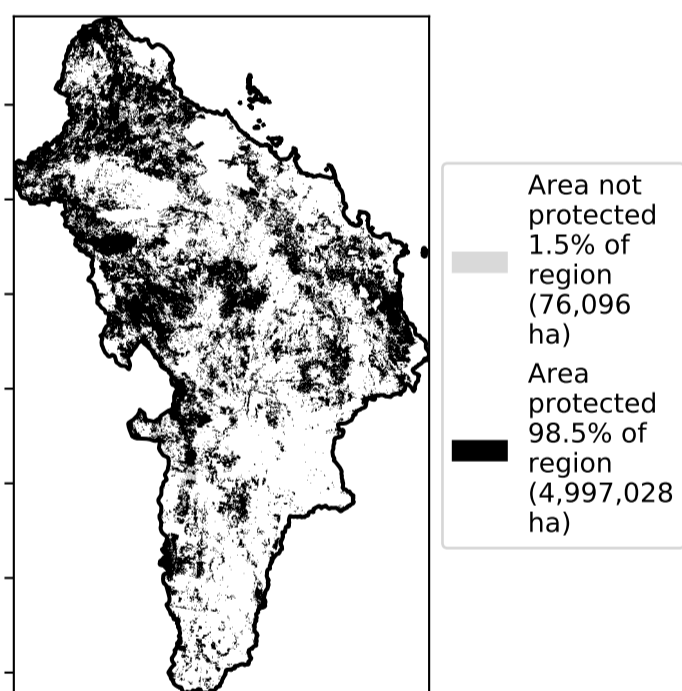 Area not
protected
1.5% of
region
(76,096
ha)
Area
protected
98.5% of
region
(4,997,028
ha)